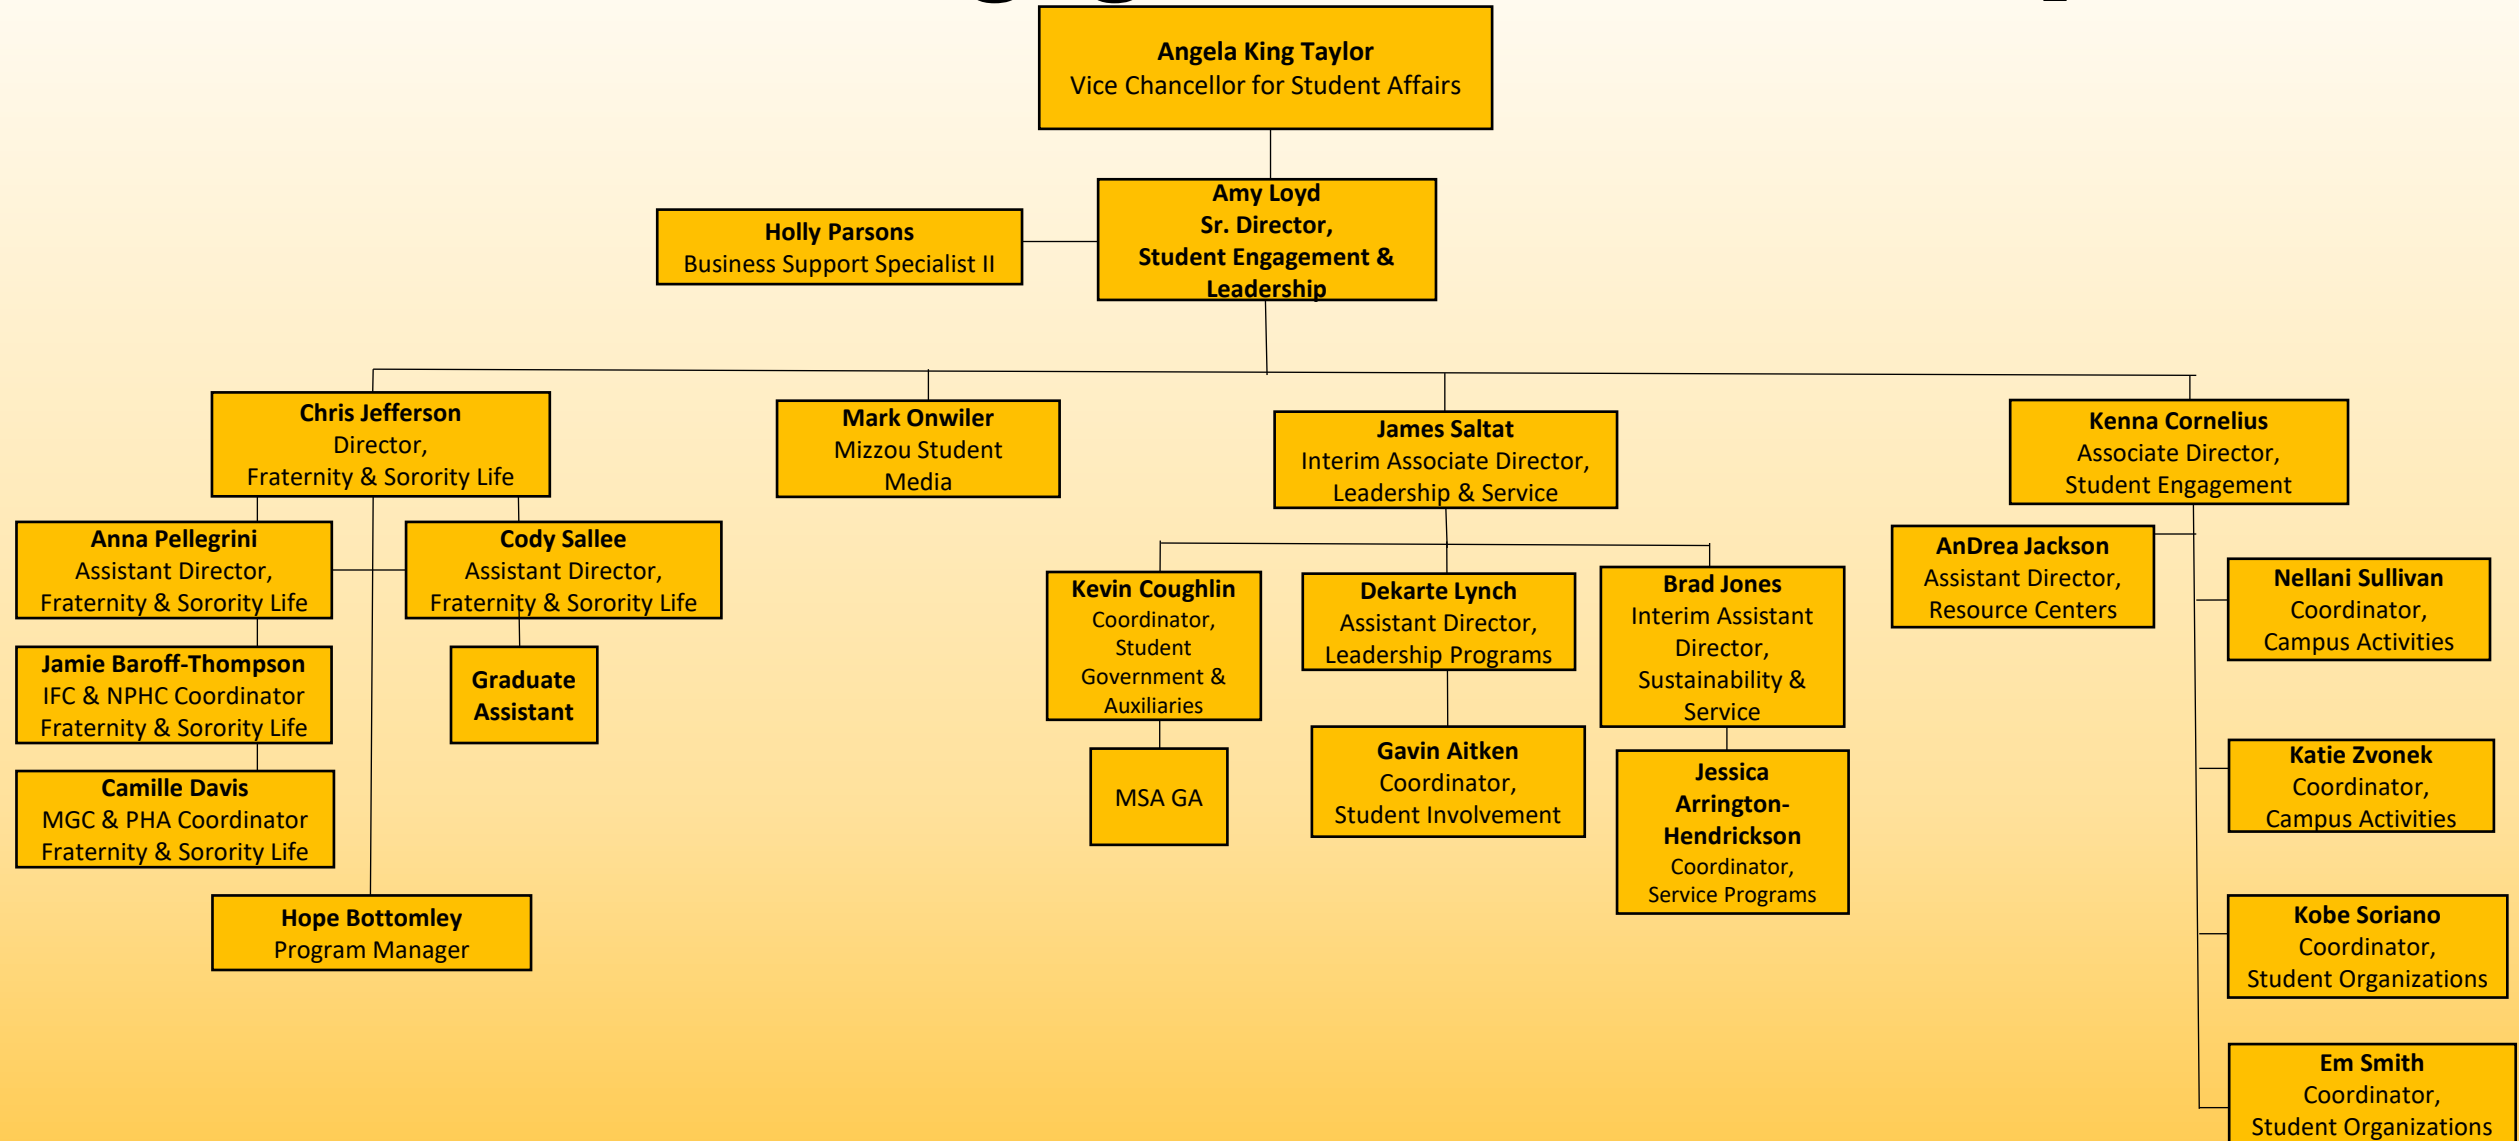 Angela King Taylor
Vice Chancellor for Student Affairs
Amy Loyd
Sr. Director,
Student Engagement &
Leadership
Holly Parsons
Business Support Specialist II
Chris Jefferson
Director,
Fraternity & Sorority Life
Mark Onwiler
Mizzou Student
Media
James Saltat
Interim Associate Director,
Leadership & Service
Kenna Cornelius
Associate Director,
Student Engagement
Anna Pellegrini
Assistant Director,
Fraternity & Sorority Life
Cody Sallee
Assistant Director,
Fraternity & Sorority Life
Jamie Baroff-Thompson
IFC & NPHC Coordinator
Fraternity & Sorority Life
Graduate
Assistant
Camille Davis
MGC & PHA Coordinator
Fraternity & Sorority Life
Hope Bottomley
Program Manager
Kevin Coughlin
Coordinator,
Student
Government &
Auxiliaries
MSA GA
Dekarte Lynch
Assistant Director,
Leadership Programs
Gavin Aitken
Coordinator,
Student Involvement
Brad Jones
Interim Assistant
Director,
Sustainability &
Service
Jessica
Arrington-
Hendrickson
Coordinator,
Service Programs
AnDrea Jackson
Assistant Director,
Resource Centers
Nellani Sullivan
Coordinator,
Campus Activities
Katie Zvonek
Coordinator,
Campus Activities
Kobe Soriano
Coordinator,
Student Organizations
Em Smith
Coordinator,
Student Organizations